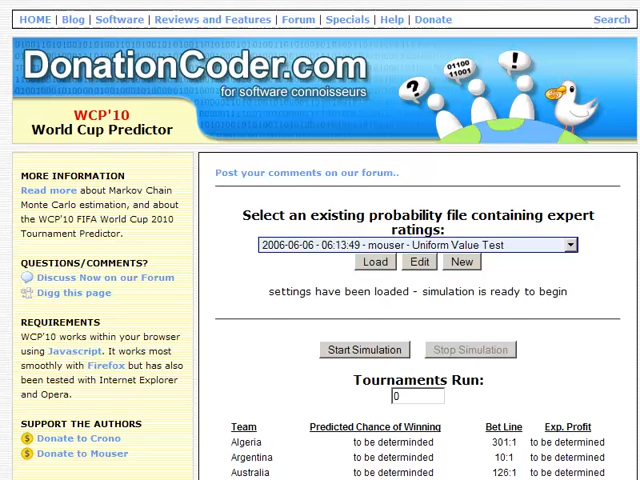 HOME | Blog | Software | Reviews and Features | Forum | Specials | Help | Donate
Search
DonationCoder.com
for software connoisseurs
?
01100
11001
!
WCP'10
World Cup Predictor
MORE INFORMATION
Read more about Markov Chain
Monte Carlo estimation, and about
the WCP'10 FIFA World Cup 2010
Tournament Predictor.
QUESTIONS/COMMENTS?
Discuss Now on our Forum
Digg this page
REQUIREMENTS
WCP'10 works within your browser
using Javascript. It works most
smoothly with Firefox but has also
been tested with Internet Explorer
and Opera.
SUPPORT THE AUTHORS
$ Donate to Crono
$ Donate to Mouser
Post your comments on our forum..
Select an existing probability file containing expert
ratings:
2006-06-06 - 06:13:49 - mouser - Uniform Value Test
Load Edit New
settings have been loaded - simulation is ready to begin
Start Simulation Stop Simulation
Tournaments Run:
0
Team Predicted Chance of Winning Bet Line Exp. Profit
Algeria to be determinded 301:1 to be determinded
Argentina to be determinded 10:1 to be determinded
Australia to be determinded 126:1 to be determinded